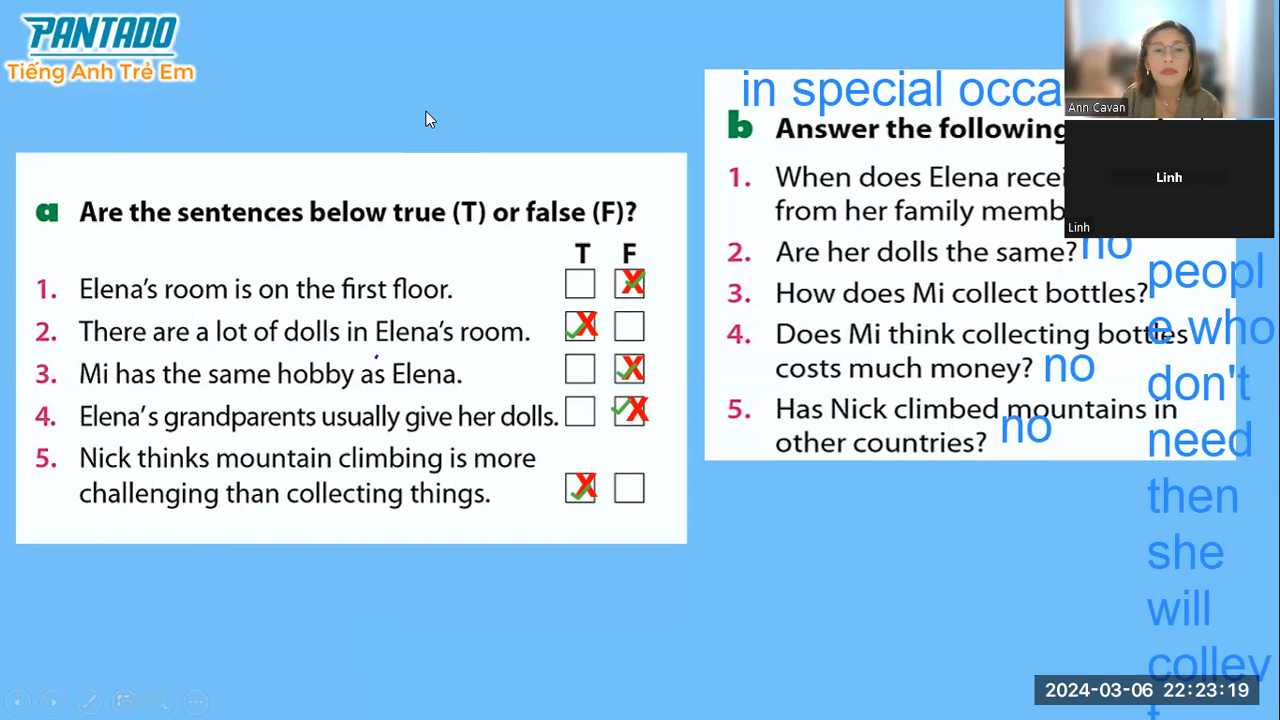 PANTADO
Tiếng Anh Trẻ Em
a Are the sentences below true (T) or false (F)?
T F
1. Elena's room is on the first floor.
2. There are a lot of dolls in Elena's room.
3. Mi has the same hobby as Elena.
4. Elena's grandparents usually give her dolls.
5. Nick thinks mountain climbing is more
challenging than collecting things.
in special occa
b Answer the following
1. When does Elena recei
from her family memb
2. Are her dolls the same?
no
3. How does Mi collect bottles?
4. Does Mi think collecting bottles
costs much money?
no
5. Has Nick climbed mountains in
other countries?
no
peopl
e who
don't
need
then
she
will
collev
Ann Cavan
Linh
Linh
2024-03-06 22:23:19